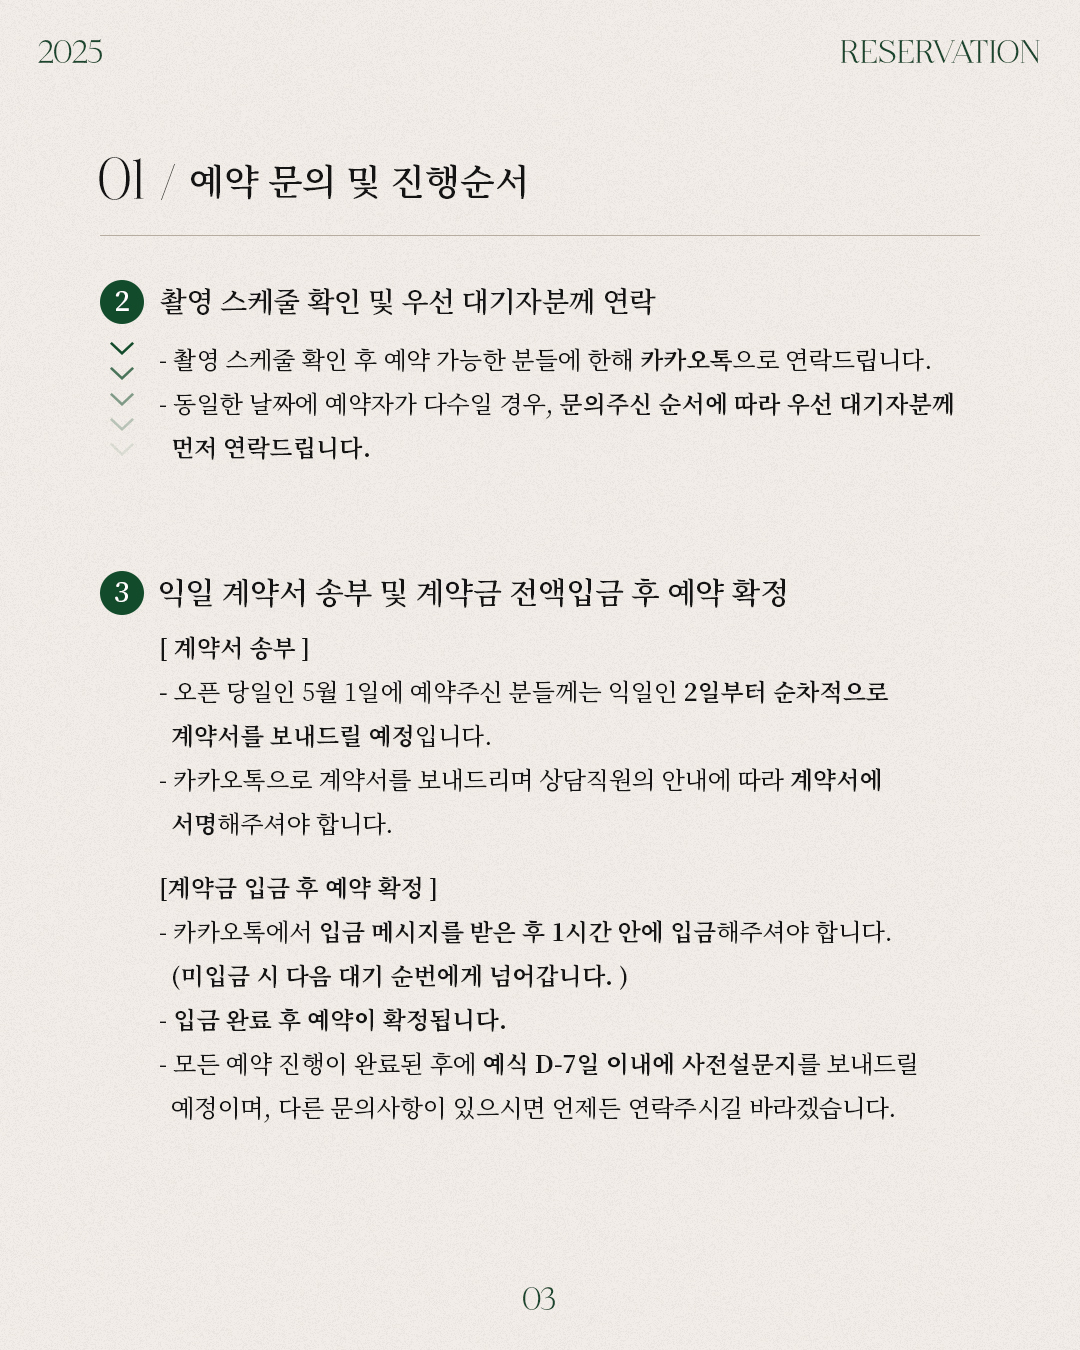 2025
RESERVATION
01 / 예약 문의 및 진행순서
2 촬영 스케줄 확인 및 우선 대기자분께 연락
- 촬영 스케줄 확인 후 예약 가능한 분들에 한해 카카오톡으로 연락드립니다.
- 동일한 날짜에 예약자가 다수일 경우, 문의주신 순서에 따라 우선 대기자분께
먼저 연락드립니다.
3 익일 계약서 송부 및 계약금 전액입금 후 예약 확정
[ 계약서 송부 ]
- 오픈 당일인 5월 1일에 예약주신 분들께는 익일인 2일부터 순차적으로
계약서를 보내드릴 예정입니다.
- 카카오톡으로 계약서를 보내드리며 상담직원의 안내에 따라 계약서에
서명해주셔야 합니다.
[계약금 입금 후 예약 확정 ]
- 카카오톡에서 입금 메시지를 받은 후 1시간 안에 입금해주셔야 합니다.
(미입금 시 다음 대기 순번에게 넘어갑니다. )
- 입금 완료 후 예약이 확정됩니다.
- 모든 예약 진행이 완료된 후에 예식 D-7일 이내에 사전설문지를 보내드릴
예정이며, 다른 문의사항이 있으시면 언제든 연락주시길 바라겠습니다.
03